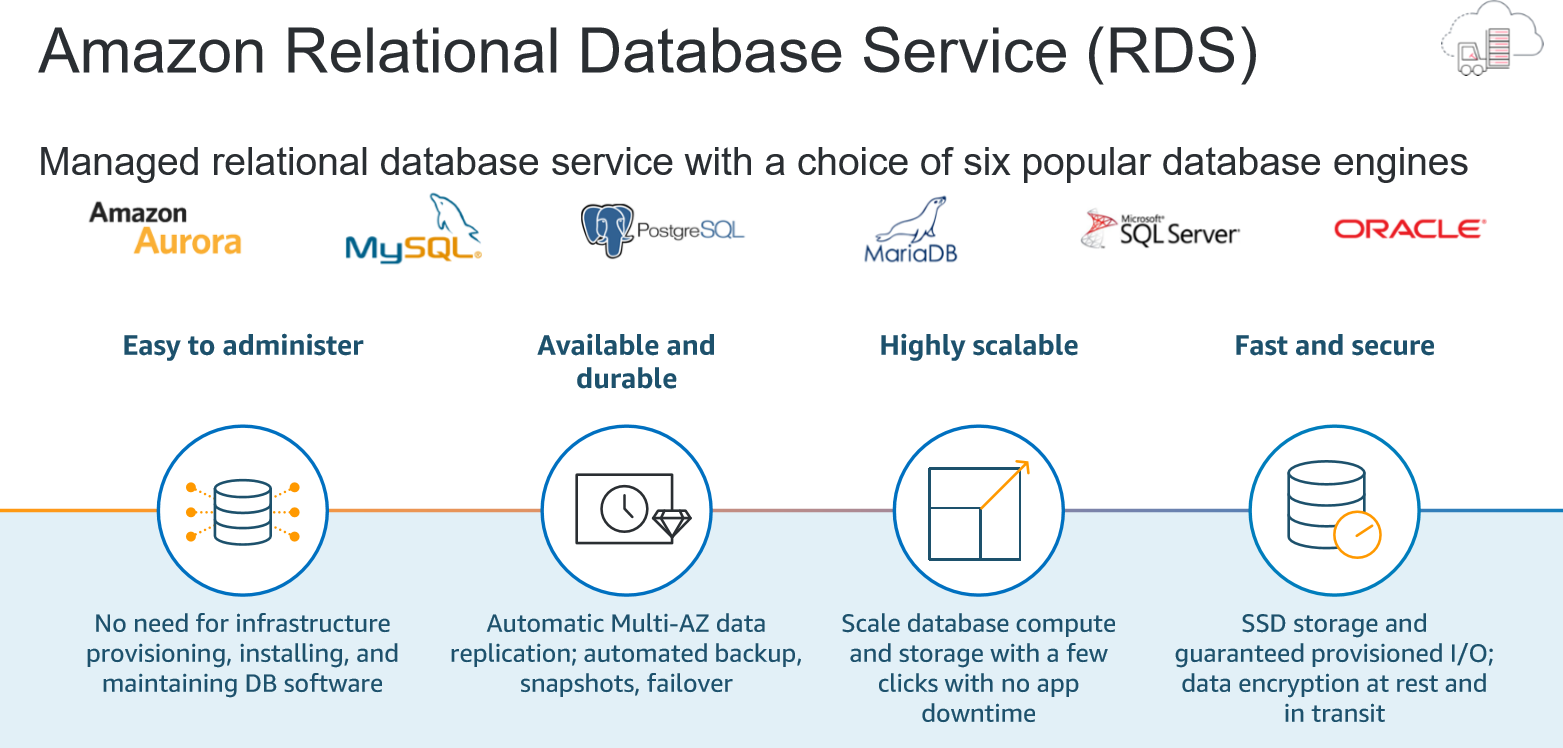 Amazon Relational Database Service (RDS)
Managed relational database service with a choice of six popular database engines
Amazon
Aurora
MySQL®
PostgreSQL
MariaDB
Microsoft®
SQL Server®
ORACLE®
Easy to administer
Available and
durable
Highly scalable
Fast and secure
No need for infrastructure
provisioning, installing, and
maintaining DB software
Automatic Multi-AZ data
replication; automated backup,
snapshots, failover
Scale database compute
and storage with a few
clicks with no app
downtime
SSD storage and
guaranteed provisioned I/O;
data encryption at rest and
in transit